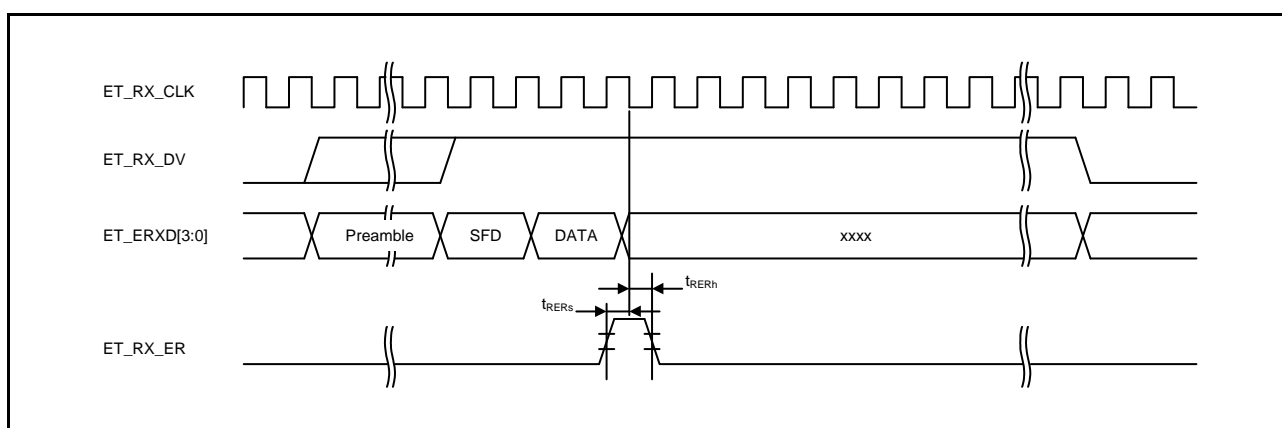 ET_RX_CLK
ET_RX_DV
ET_ERXD[3:0]
Preamble
SFD
DATA
xxxx
tRERh
tRERs
ET_RX_ER